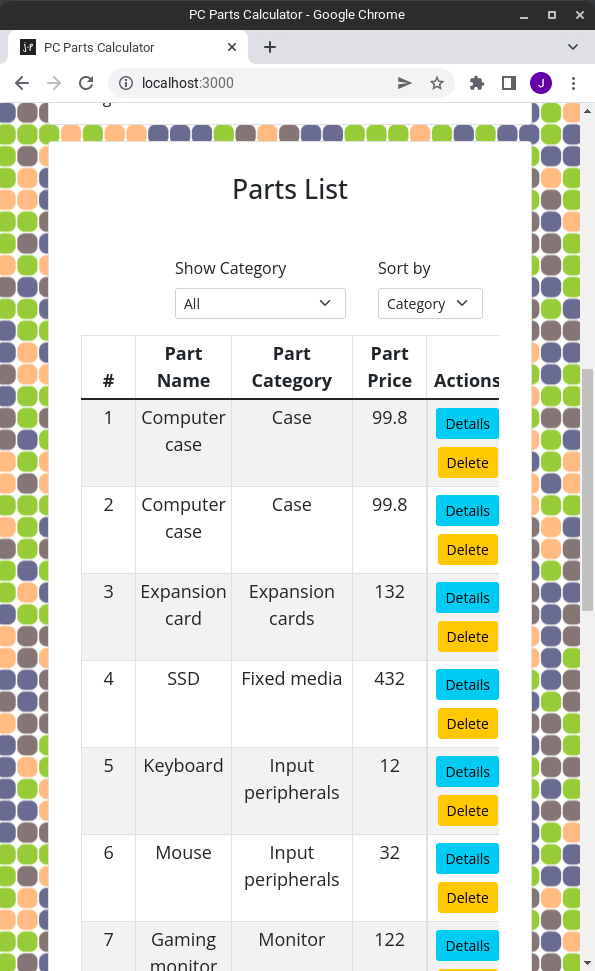 PC Parts Calculator - Google Chrome
PC Parts Calculator
localhost:3000
J
Parts List
Show Category Sort by
All Category
# Part Name Part Category Part Price Actions
1 Computer case Case 99.8 Details
Delete
2 Computer case Case 99.8 Details
Delete
3 Expansion card Expansion cards 132 Details
Delete
4 SSD Fixed media 432 Details
Delete
5 Keyboard Input peripherals 12 Details
Delete
6 Mouse Input peripherals 32 Details
Delete
7 Gaming monitor Monitor 122 Details